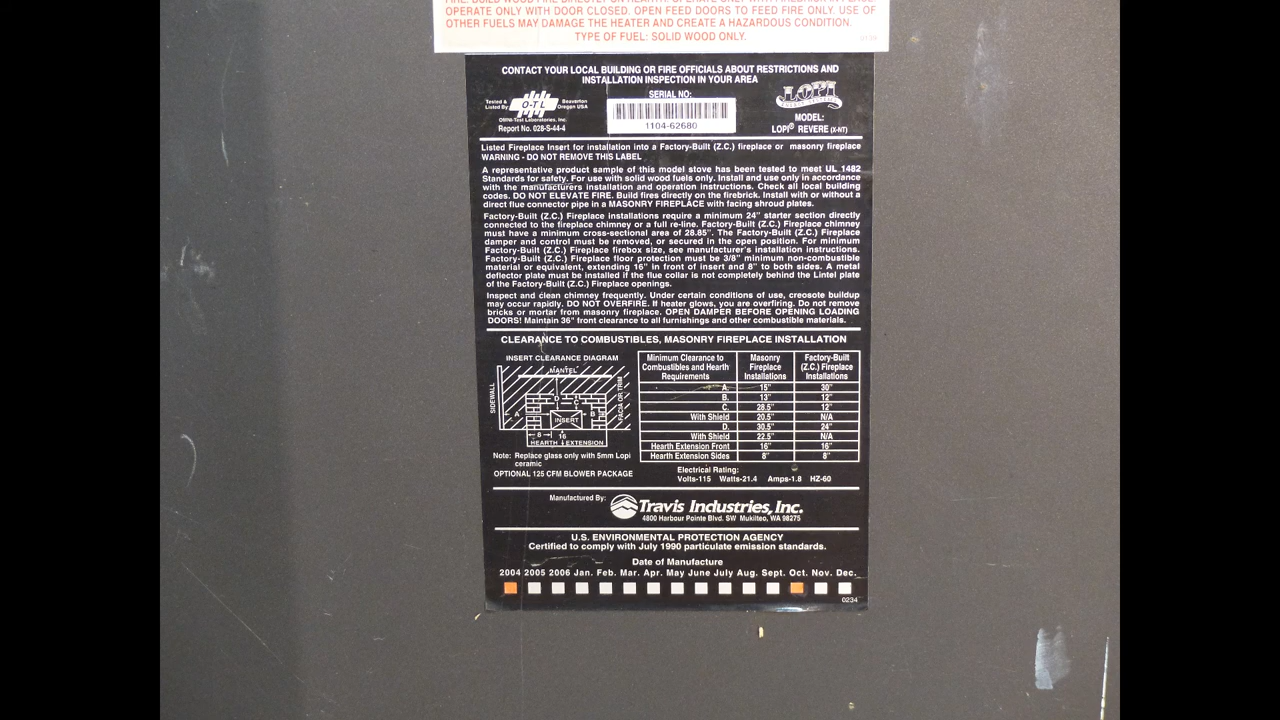 OPERATE ONLY WITH DOOR CLOSED. OPEN FEED DOORS TO FEED FIRE ONLY. USE OF
OTHER FUELS MAY DAMAGE THE HEATER AND CREATE A HAZARDOUS CONDITION.
TYPE OF FUEL: SOLID WOOD ONLY.
CONTACT YOUR LOCAL BUILDING OR FIRE OFFICIALS ABOUT RESTRICTIONS AND
INSTALLATION INSPECTION IN YOUR AREA
SERIAL NO:
1104-62680
Tested &
Listed By
O-T L
Beaverton
Oregon USA
OMNI-Test Laboratories, Inc.
Report No. 028-S-44-4
LOPI
MODEL:
LOPI® REVERE (X-NT)
Listed Fireplace Insert for installation into a Factory-Built (Z.C.) fireplace or masonry fireplace
WARNING - DO NOT REMOVE THIS LABEL
A representative product sample of this model stove has been tested to meet UL 1482
Standards for safety. For use with solid wood fuels only. Install and use only in accordance
with the manufacturers installation and operation instructions. Check all local building
codes. DO NOT ELEVATE FIRE. Build fires directly on the firebrick. Install with or without a
direct flue connector pipe in a MASONRY FIREPLACE with facing shroud plates.
Factory-Built (Z.C.) Fireplace installations require a minimum 24" starter section directly
connected to the fireplace chimney or a full re-line. Factory-Built (Z.C.) Fireplace chimney
must have a minimum cross-sectional area of 28.85". The Factory-Built (Z.C.) Fireplace
damper and control must be removed, or secured in the open position. For minimum
Factory-Built (Z.C.) Fireplace firebox size, see manufacturer's installation instructions.
Factory-Built (Z.C.) Fireplace floor protection must be 3/8" minimum non-combustible
material or equivalent, extending 16" in front of insert and 8" to both sides. A metal
deflector plate must be installed if the flue collar is not completely behind the Lintel plate
of the Factory-Built (Z.C.) Fireplace openings.
Inspect and clean chimney frequently. Under certain conditions of use, creosote buildup
may occur rapidly. DO NOT OVERFIRE. If heater glows, you are overfiring. Do not remove
bricks or mortar from masonry fireplace. OPEN DAMPER BEFORE OPENING LOADING
DOORS! Maintain 36" front clearance to all furnishings and other combustible materials.
CLEARANCE TO COMBUSTIBLES, MASONRY FIREPLACE INSTALLATION
INSERT CLEARANCE DIAGRAM
MANTEL
SIDEWALL
FACIA OR TRIM
D
C
A
B
INSERT
8
16
HEARTH EXTENSION
Note: Replace glass only with 5mm Lopi
ceramic
OPTIONAL 125 CFM BLOWER PACKAGE
Minimum Clearance to Combustibles and Hearth Requirements Masonry Fireplace Installations Factory-Built (Z.C.) Fireplace Installations
A. 15" 30"
B. 13" 12"
C. 28.5" 12"
With Shield 20.5" N/A
D. 30.5" 24"
With Shield 22.5" N/A
Hearth Extension Front 16" 16"
Hearth Extension Sides 8" 8"
Electrical Rating:
Volts-115 Watts-21.4 Amps-1.8 HZ-60
Manufactured By:
Travis Industries, Inc.
4800 Harbour Pointe Blvd. SW Mukilteo, WA 98275
U.S. ENVIRONMENTAL PROTECTION AGENCY
Certified to comply with July 1990 particulate emission standards.
Date of Manufacture
2004 2005 2006 Jan. Feb. Mar. Apr. May June July Aug. Sept. Oct. Nov. Dec.
0234